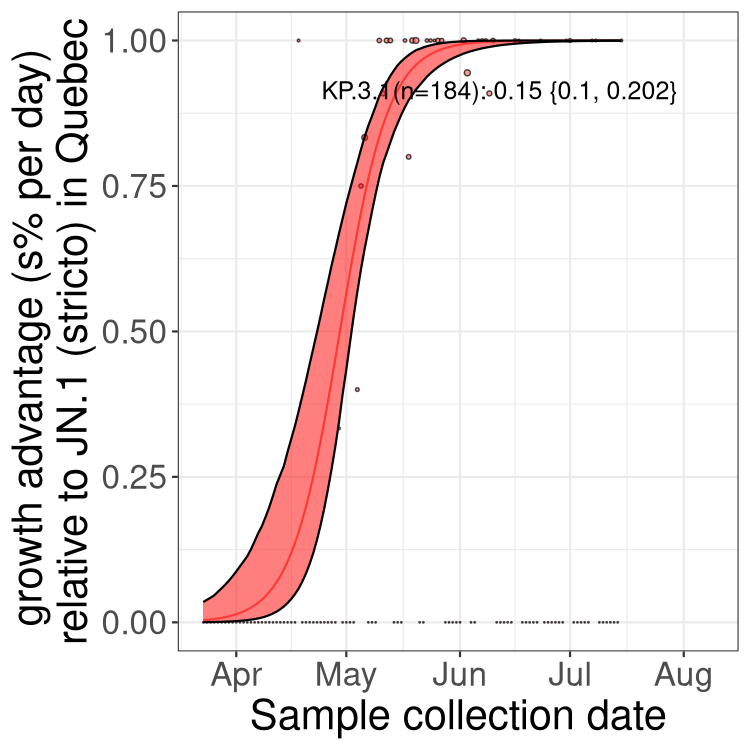 growth advantage (s% per day)
relative to JN.1 (stricto) in Quebec
1.00
0.75
0.50
0.25
0.00
KP.3.1(n=184):0.15 {0.1, 0.202}
Apr May Jun Jul Aug
Sample collection date